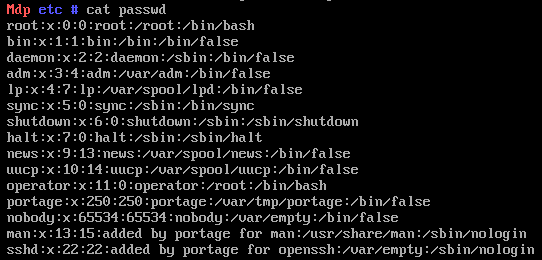 Mdp etc # cat passwd
root:x:0:0:root:/root:/bin/bash
bin:x:1:1:bin:/bin:/bin/false
daemon:x:2:2:daemon:/sbin:/bin/false
adm:x:3:4:adm:/var/adm:/bin/false
lp:x:4:7:lp:/var/spool/lpd:/bin/false
sync:x:5:0:sync:/sbin:/bin/sync
shutdown:x:6:0:shutdown:/sbin:/sbin/shutdown
halt:x:7:0:halt:/sbin:/sbin/halt
news:x:9:13:news:/var/spool/news:/bin/false
uucp:x:10:14:uucp:/var/spool/uucp:/bin/false
operator:x:11:0:operator:/root:/bin/bash
portage:x:250:250:portage:/var/tmp/portage:/bin/false
nobody:x:65534:65534:nobody:/var/empty:/bin/false
man:x:13:15:added by portage for man:/usr/share/man:/sbin/nologin
sshd:x:22:22:added by portage for openssh:/var/empty:/sbin/nologin